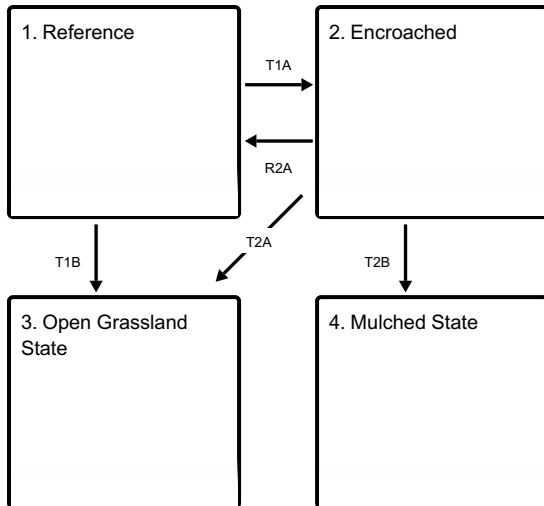 1. Reference
2. Encroached
T1A
R2A
T2A
T1B
T2B
3. Open Grassland
State
4. Mulched State